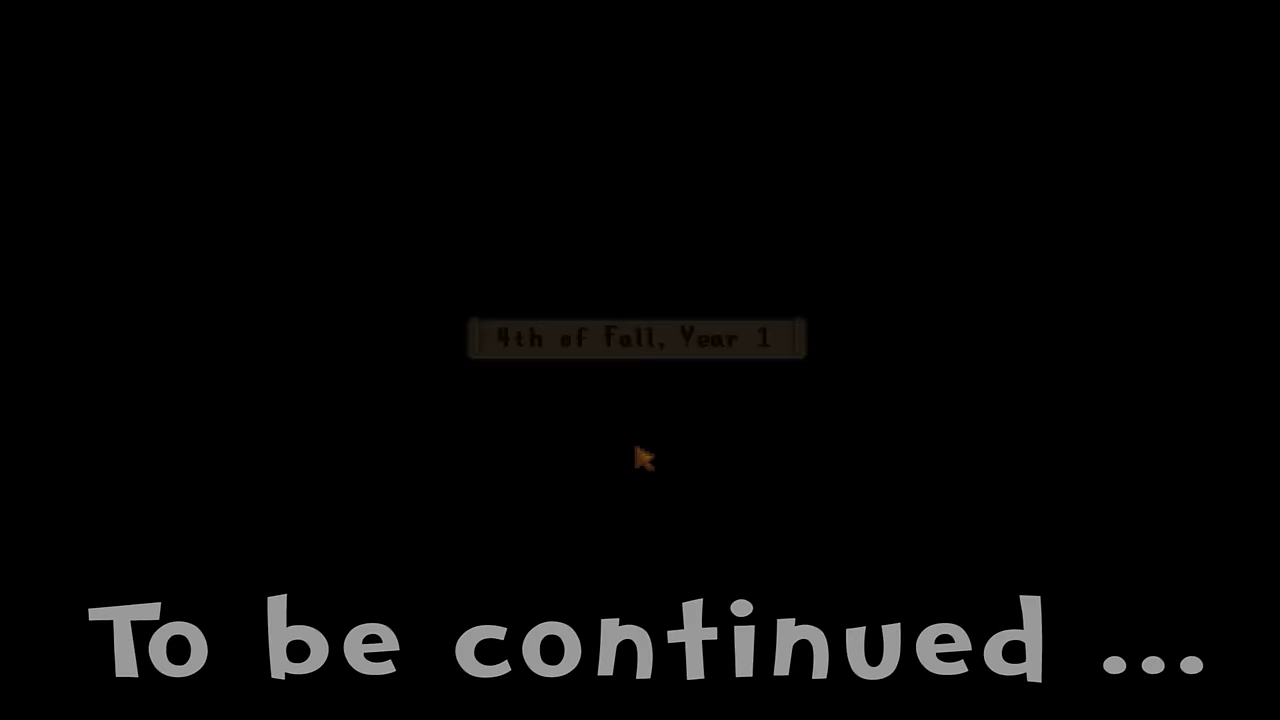 4th of Fall, Year 1
To be continued ...